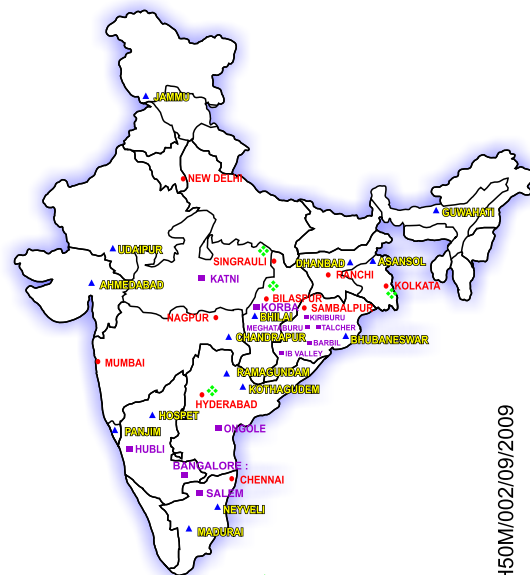 JAMMU
NEW DELHI
GUWAHATI
UDAIPUR
SINGRAULI
DHANBAD
ASANSOL
RANCHI
KATNI
AHMEDABAD
KOLKATA
BILASPUR
KORBA
SAMBALPUR
NAGPUR
BHILAI
KIRIBURU
MEGHATABURU
TALCHER
CHANDRAPUR
BHUBANESWAR
BARBIL
IB VALLEY
MUMBAI
RAMAGUNDAM
KOTHAGUDEM
HYDERABAD
HOSPET
ONGOLE
PANJIM
HUBLI
BANGALORE :
CHENNAI
SALEM
NEYVELI
MADURAI
H50M/002/09/2009